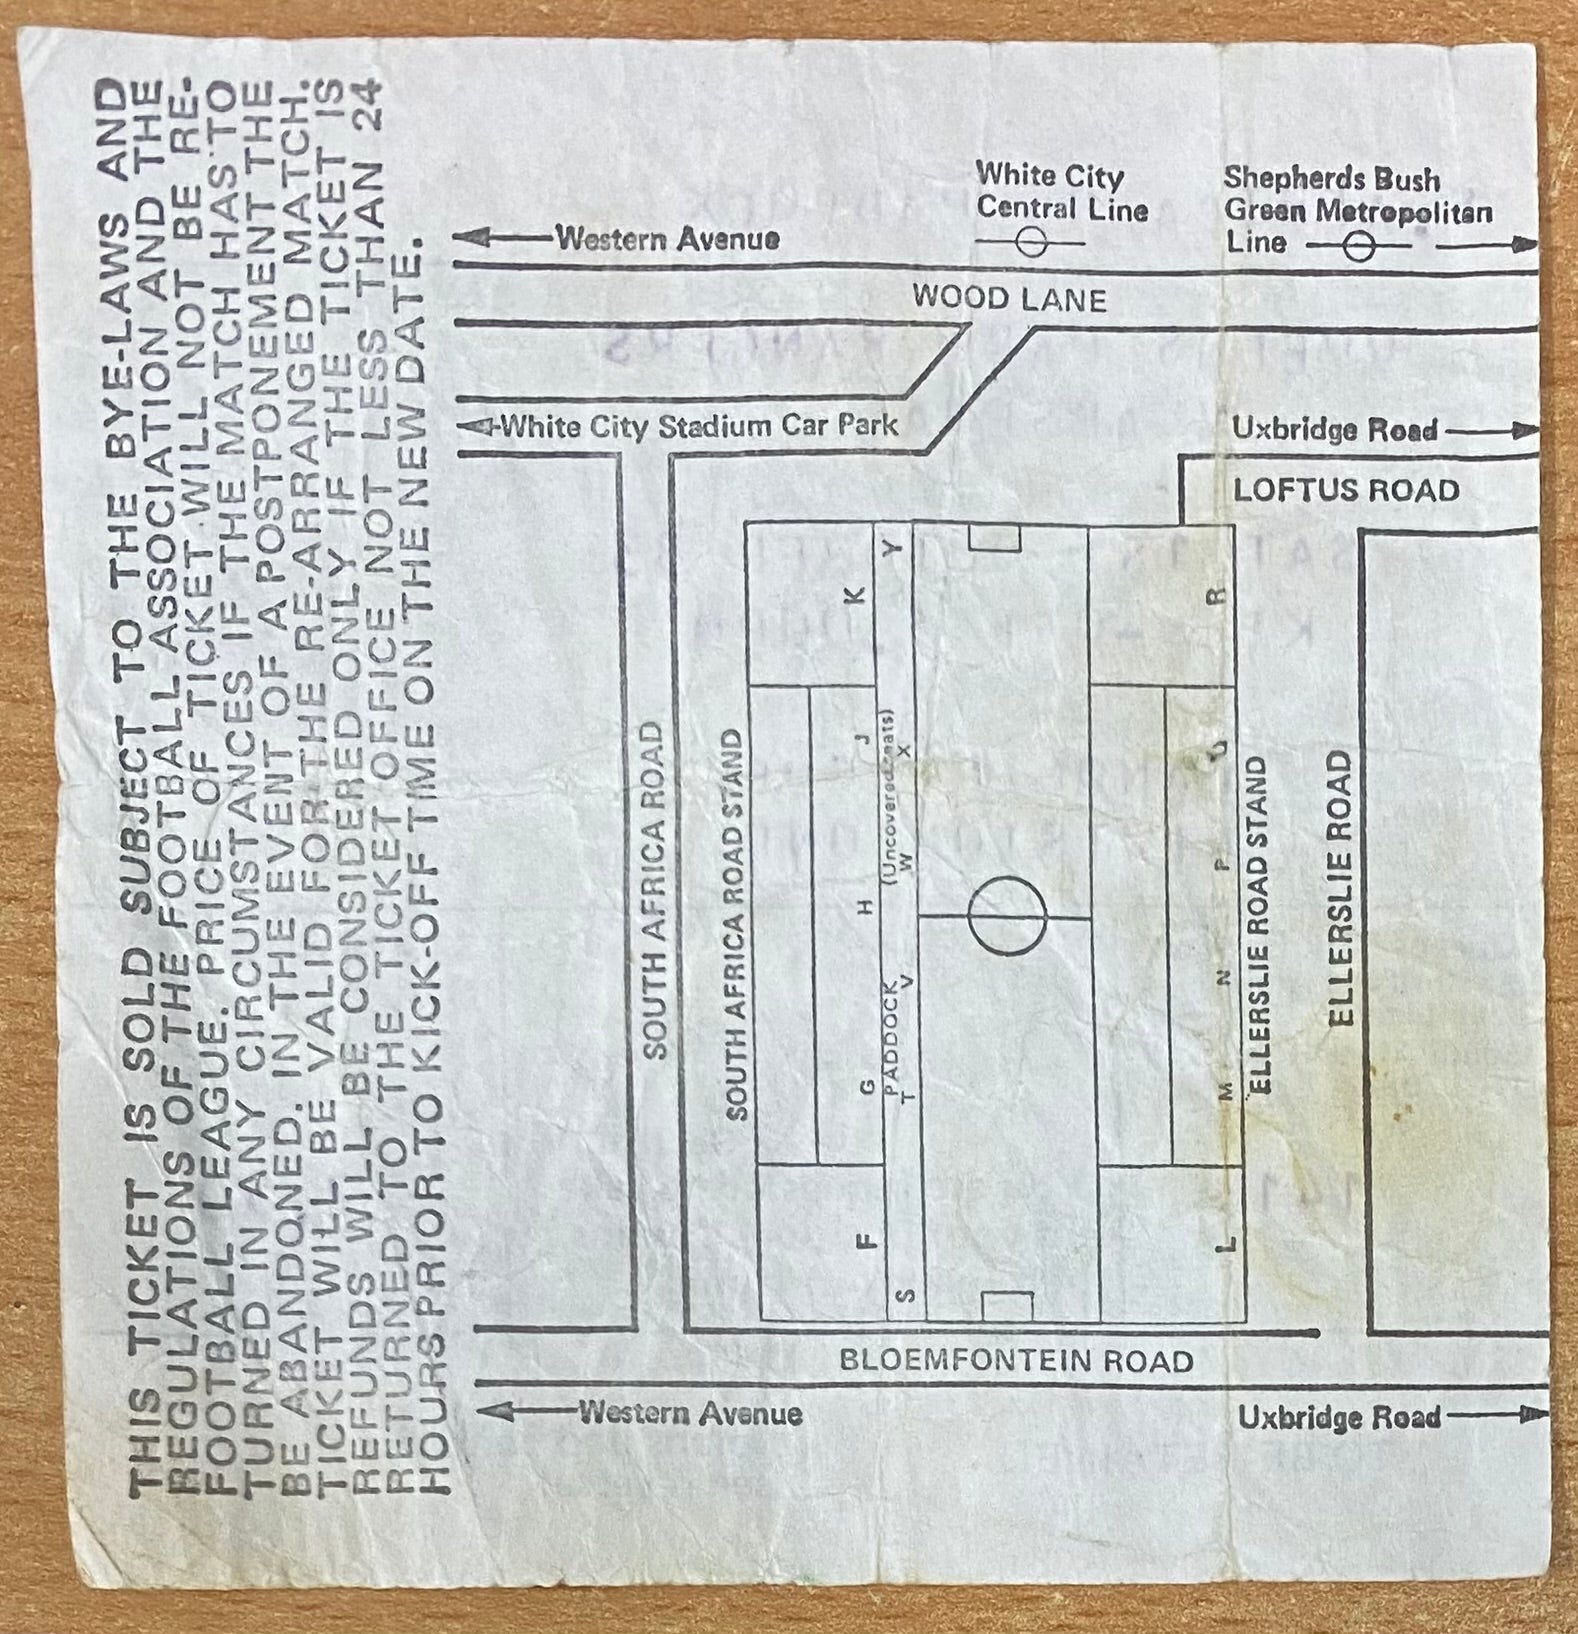 THIS TICKET IS SOLD SUBJECT TO THE BYE-LAWS AND
REGULATIONS OF THE FOOTBALL ASSOCIATION AND THE
FOOTBALL LEAGUE. PRICE OF TICKET WILL NOT BE RE-
TURNED IN ANY CIRCUMSTANCES IF THE MATCH HAS TO
BE ABANDONED. IN THE EVENT OF A POSTPONEMENT THE
TICKET WILL BE VALID FOR THE RE-ARRANGED MATCH.
REFUNDS WILL BE CONSIDERED ONLY IF THE TICKET IS
RETURNED TO THE TICKET OFFICE NOT LESS THAN 24
HOURS PRIOR TO KICK-OFF TIME ON THE NEW DATE.
White City
Central Line
Shepherds Bush
Green Metropolitan
Line
Western Avenue
WOOD LANE
White City Stadium Car Park
Uxbridge Road
LOFTUS ROAD
SOUTH AFRICA ROAD
SOUTH AFRICA ROAD STAND
F G H J K
PADDOCK (Uncovered seats)
S T V W X Y
L M N P Q R
ELLERSLIE ROAD STAND
ELLERSLIE ROAD
BLOEMFONTEIN ROAD
Western Avenue
Uxbridge Road